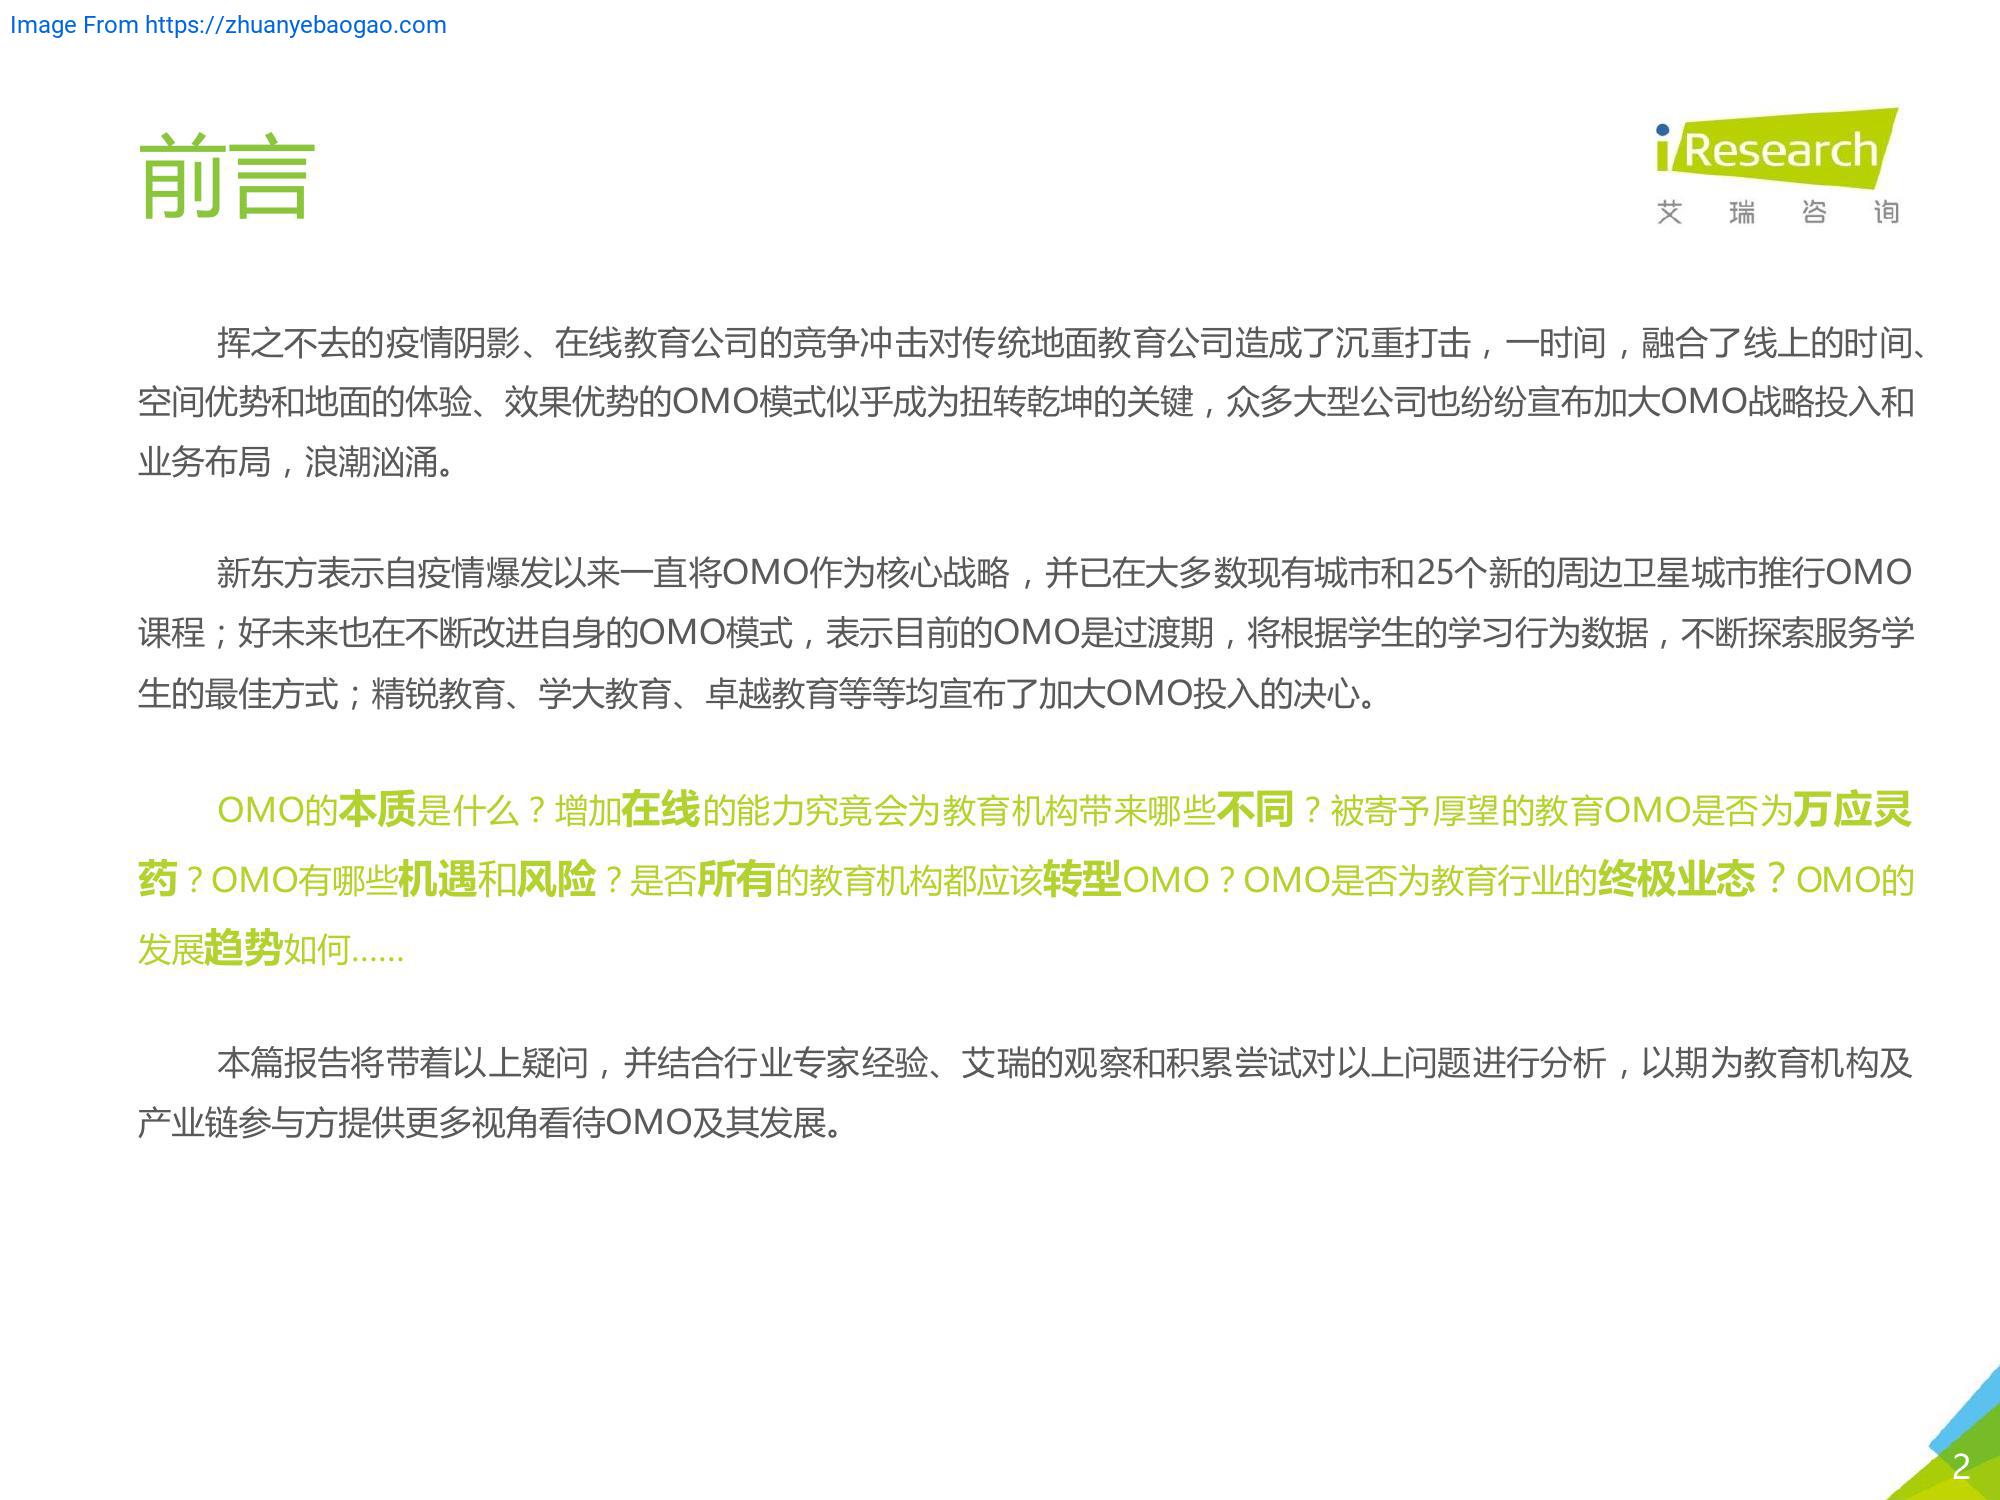 Image From https://zhuanyebaogao.com
前言
iResearch
艾瑞咨询
挥之不去的疫情阴影、在线教育公司的竞争冲击对传统地面教育公司造成了沉重打击，一时间，融合了线上的时间、
空间优势和地面的体验、效果优势的OMO模式似乎成为扭转乾坤的关键，众多大型公司也纷纷宣布加大OMO战略投入和
业务布局，浪潮汹涌。
新东方表示自疫情爆发以来一直将OMO作为核心战略，并已在大多数现有城市和25个新的周边卫星城市推行OMO
课程；好未来也在不断改进自身的OMO模式，表示目前的OMO是过渡期，将根据学生的学习行为数据，不断探索服务学
生的最佳方式；精锐教育、学大教育、卓越教育等等均宣布了加大OMO投入的决心。
OMO的本质是什么？增加在线的能力究竟会为教育机构带来哪些不同？被寄予厚望的教育OMO是否为万应灵
药？OMO有哪些机遇和风险？是否所有的教育机构都应该转型OMO？OMO是否为教育行业的终极业态？OMO的
发展趋势如何……
本篇报告将带着以上疑问，并结合行业专家经验、艾瑞的观察和积累尝试对以上问题进行分析，以期为教育机构及
产业链参与方提供更多视角看待OMO及其发展。
2